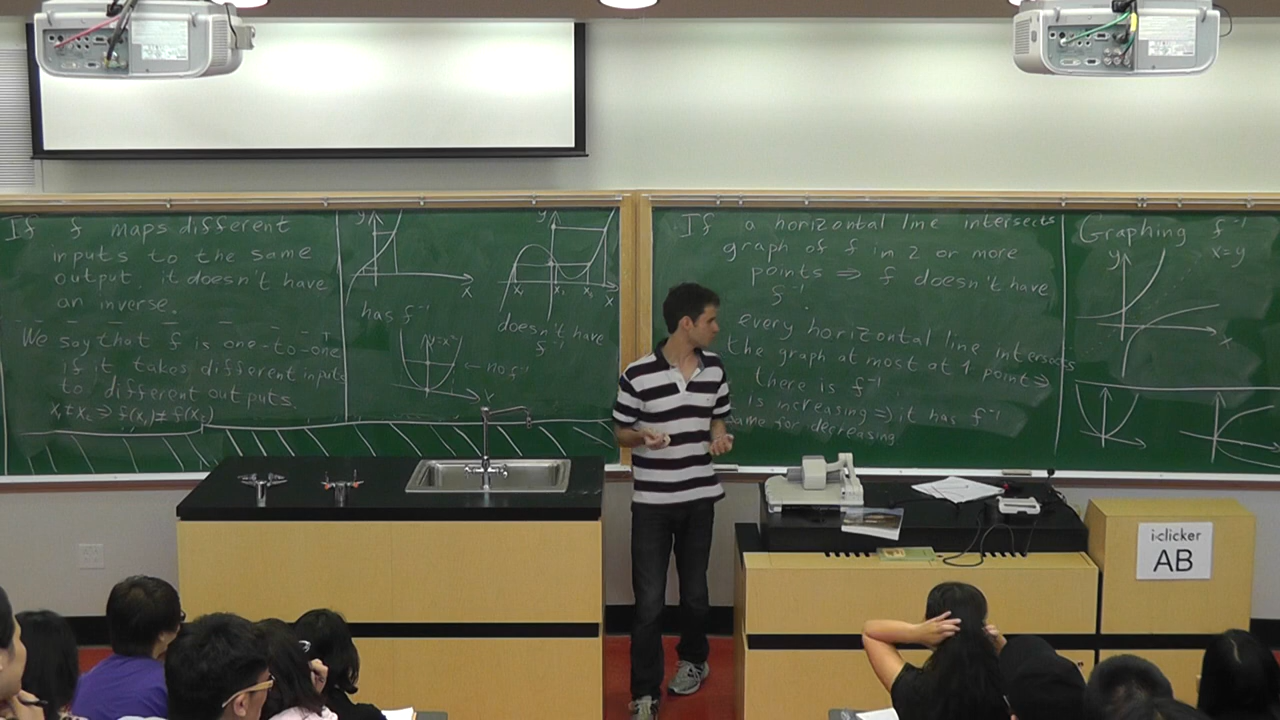 If f maps different
inputs to the same
output, it doesn't have
an inverse.
We say that f is one-to-one
if it takes different inputs
to different outputs.
x₁≠x₂ ⇒ f(x₁) ≠ f(x₂)
y
x
has f⁻¹
y=x²
← no f⁻¹
x
y
x₁ x₂ x₃ x
doesn't have
f⁻¹
If a horizontal line intersects
graph of f in 2 or more
points ⇒ f doesn't have
f⁻¹.
every horizontal line intersects
the graph at most at 1 point ⇒
there is f⁻¹
is increasing ⇒ it has f⁻¹
same for decreasing
Graphing f⁻¹
y
x=y
x
i>clicker
AB